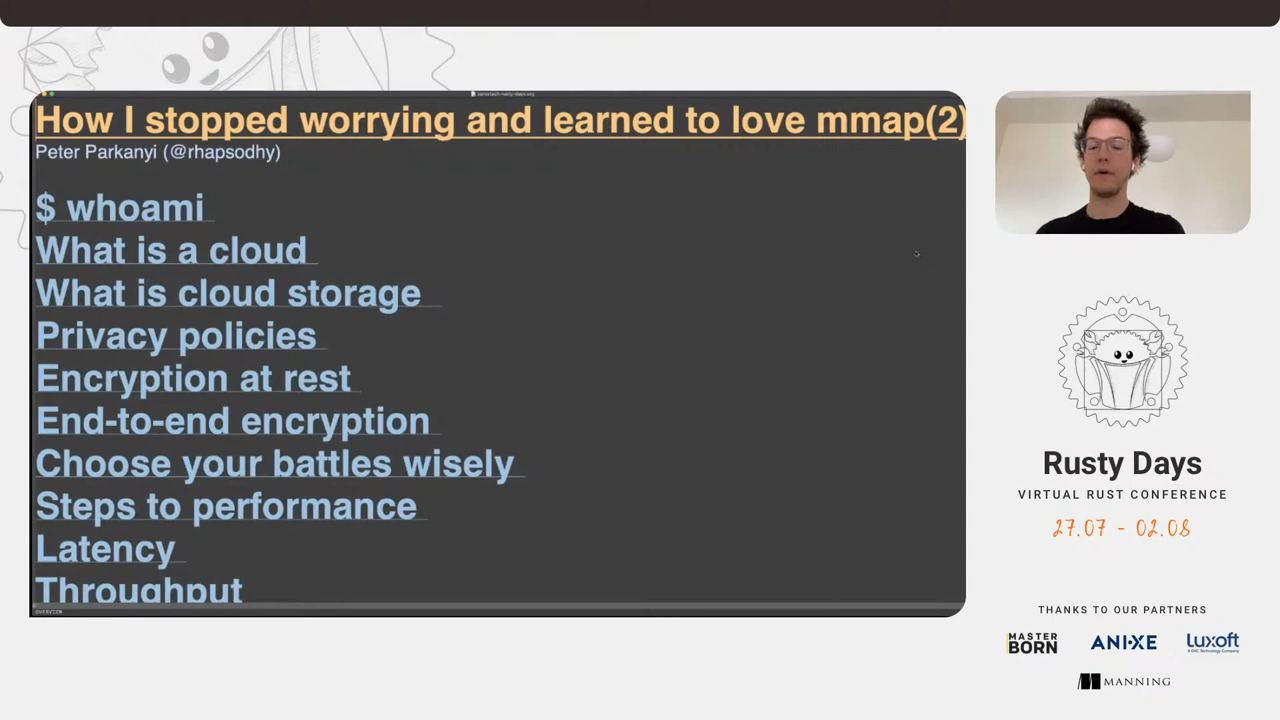 How I stopped worrying and learned to love mmap(2)
Peter Parkanyi (@rhapsodhy)
$ whoami
What is a cloud
What is cloud storage
Privacy policies
Encryption at rest
End-to-end encryption
Choose your battles wisely
Steps to performance
Latency
Throughput
OVERVIEW
Rusty Days
VIRTUAL RUST CONFERENCE
27.07 - 02.08
THANKS TO OUR PARTNERS
MASTER BORN
ANIXE
Luxoft
A DXC Technology Company
MANNING